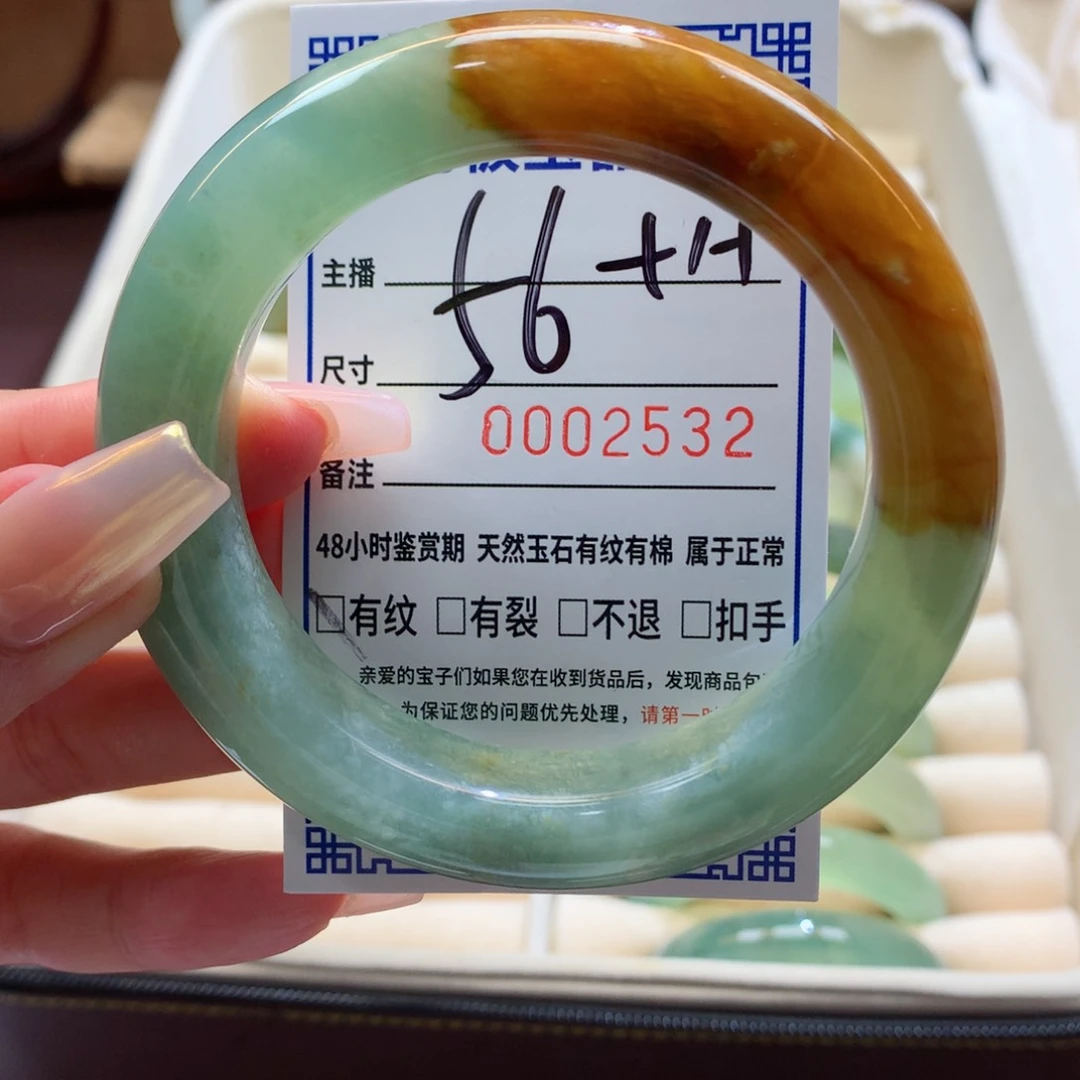 主播
56 +H
尺寸
0002532
备注
48小时鉴赏期 天然玉石有纹有棉 属于正常
□有纹 □有裂 □不退 □扣手
亲爱的宝子们如果您在收到货品后，发现商品包
为保证您的问题优先处理，请第一时